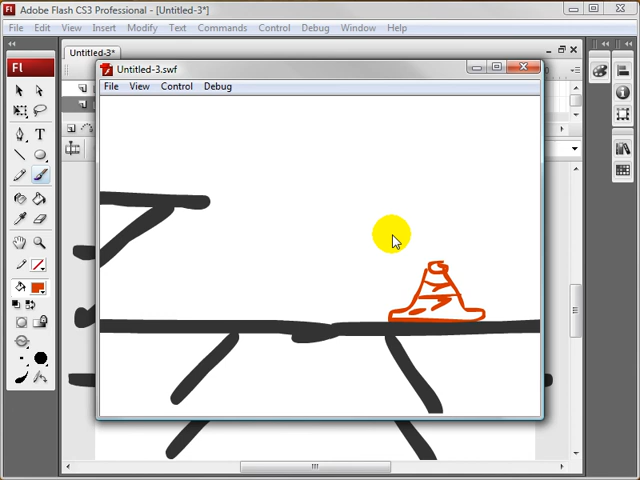 Adobe Flash CS3 Professional - [Untitled-3*]
File Edit View Insert Modify Text Commands Control Debug Window Help
Untitled-3*
Fl
Untitled-3.swf
File View Control Debug
T